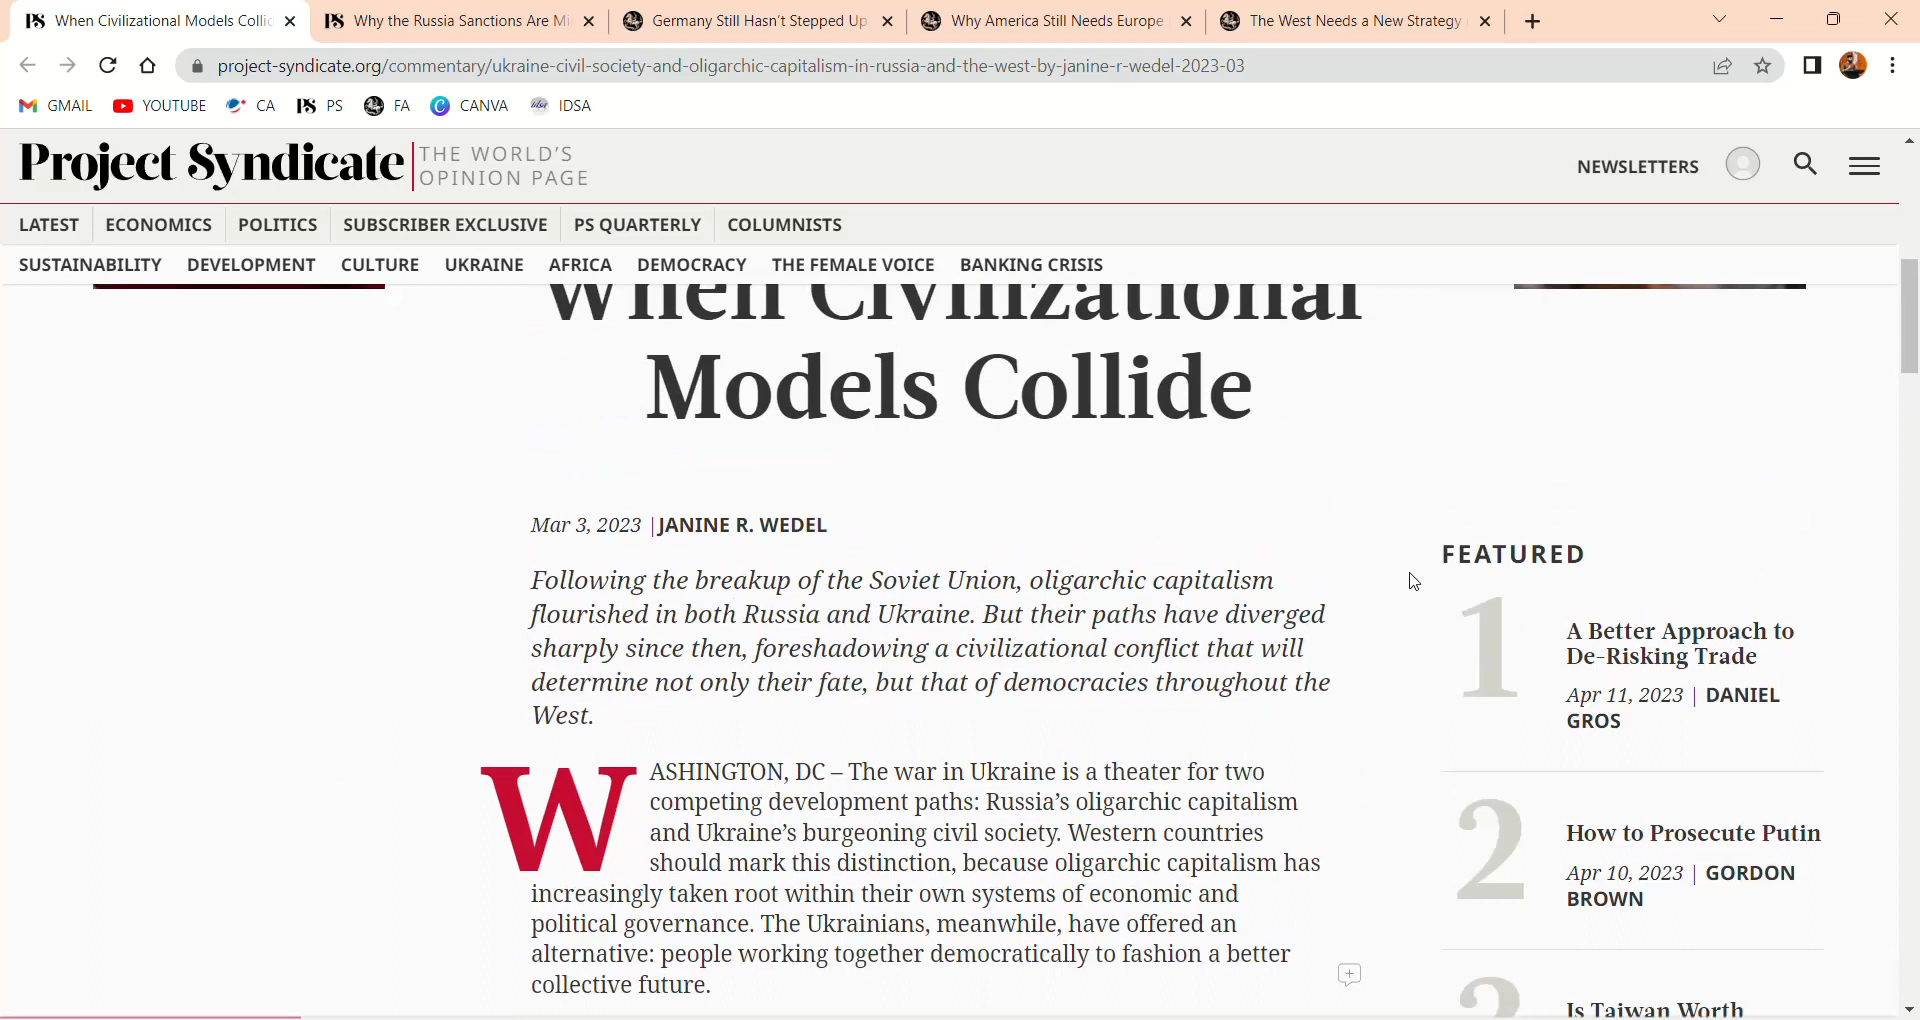 When Civilizational Models Collic
Why the Russia Sanctions Are Mi
Germany Still Hasn't Stepped Up
Why America Still Needs Europe
The West Needs a New Strategy
project-syndicate.org/commentary/ukraine-civil-society-and-oligarchic-capitalism-in-russia-and-the-west-by-janine-r-wedel-2023-03
GMAIL YOUTUBE CA PS FA CANVA IDSA
Project Syndicate
THE WORLD'S
OPINION PAGE
NEWSLETTERS
LATEST ECONOMICS POLITICS SUBSCRIBER EXCLUSIVE PS QUARTERLY COLUMNISTS
SUSTAINABILITY DEVELOPMENT CULTURE UKRAINE AFRICA DEMOCRACY THE FEMALE VOICE BANKING CRISIS
When Civilizational
Models Collide
Mar 3, 2023 | JANINE R. WEDEL
Following the breakup of the Soviet Union, oligarchic capitalism
flourished in both Russia and Ukraine. But their paths have diverged
sharply since then, foreshadowing a civilizational conflict that will
determine not only their fate, but that of democracies throughout the
West.
WASHINGTON, DC – The war in Ukraine is a theater for two
competing development paths: Russia's oligarchic capitalism
and Ukraine's burgeoning civil society. Western countries
should mark this distinction, because oligarchic capitalism has
increasingly taken root within their own systems of economic and
political governance. The Ukrainians, meanwhile, have offered an
alternative: people working together democratically to fashion a better
collective future.
FEATURED
1
A Better Approach to
De-Risking Trade
Apr 11, 2023 | DANIEL
GROS
2
How to Prosecute Putin
Apr 10, 2023 | GORDON
BROWN
3
Is Taiwan Worth